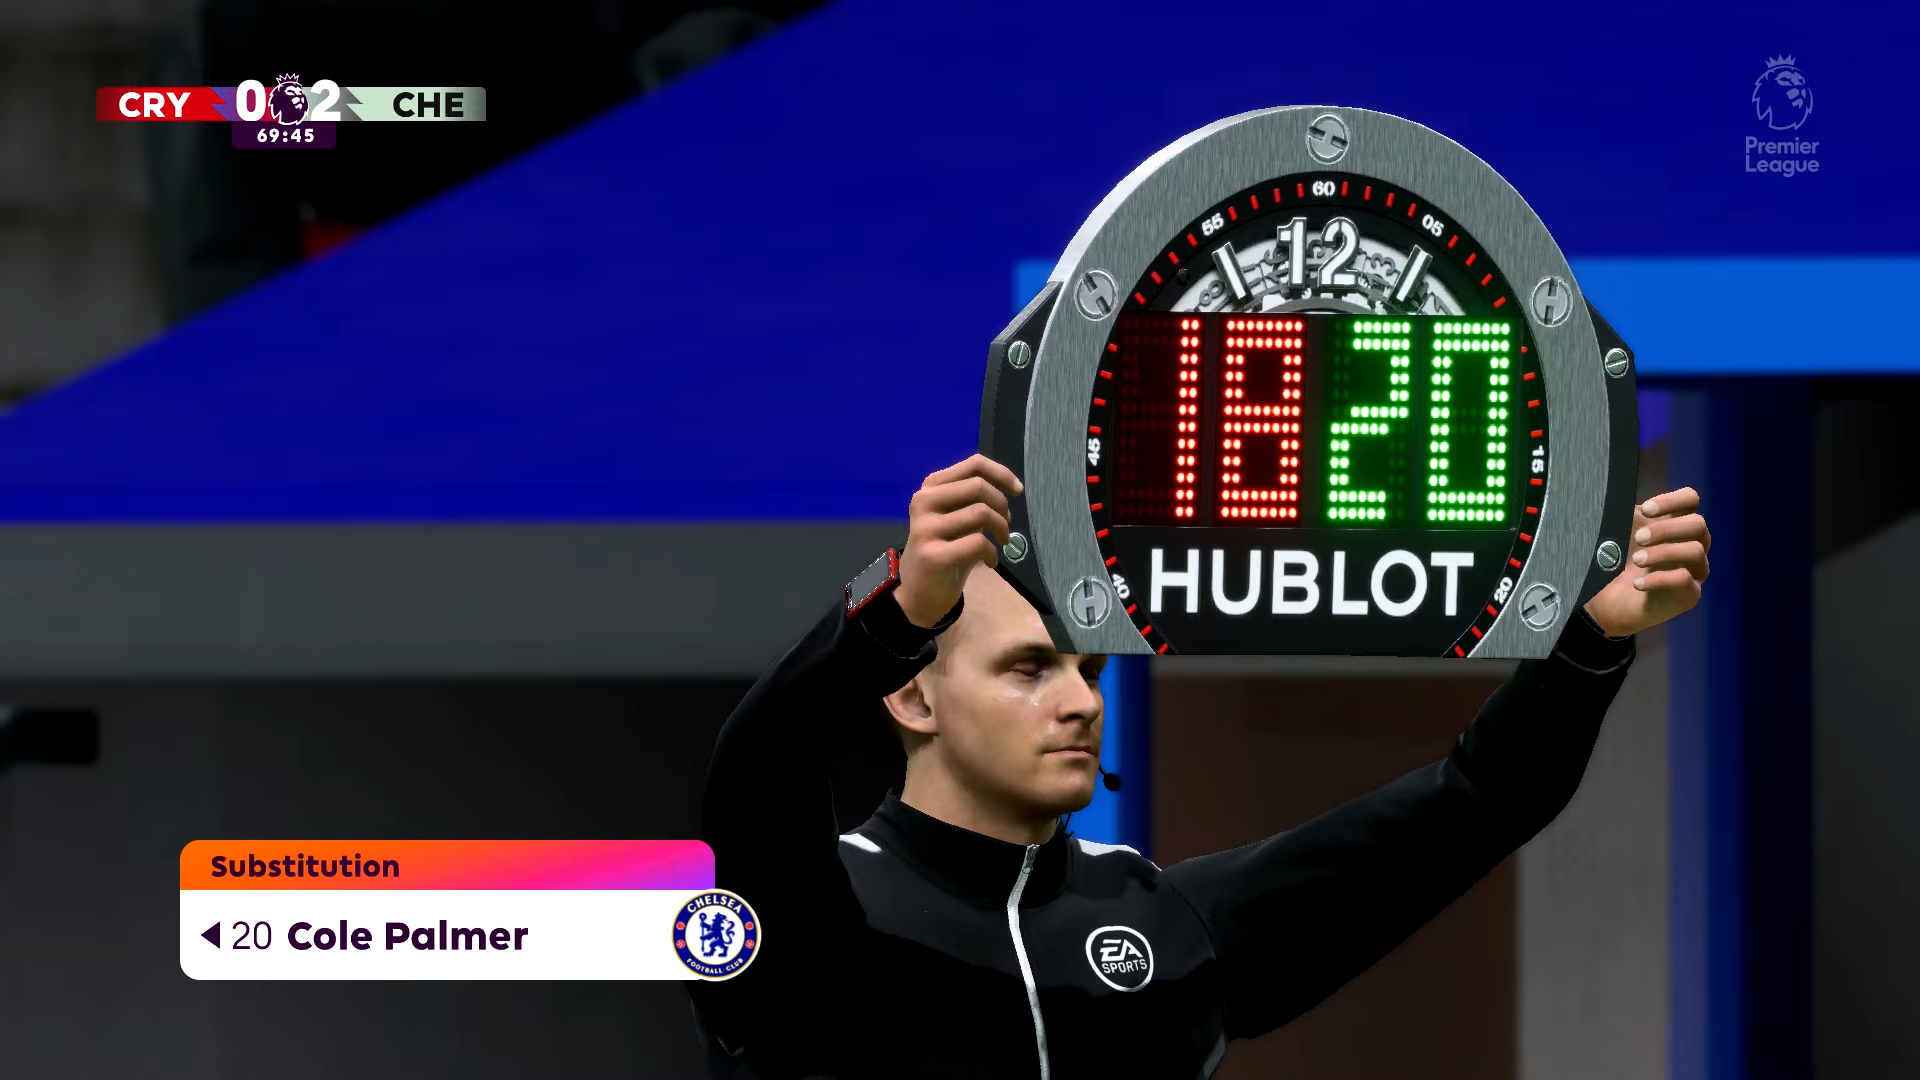 CRY 0 2 CHE
69:45
Premier
League
60
55 05
12
18 20
45 15
40 20
HUBLOT
Substitution
20 Cole Palmer
CHELSEA
FOOTBALL CLUB
EA
SPORTS